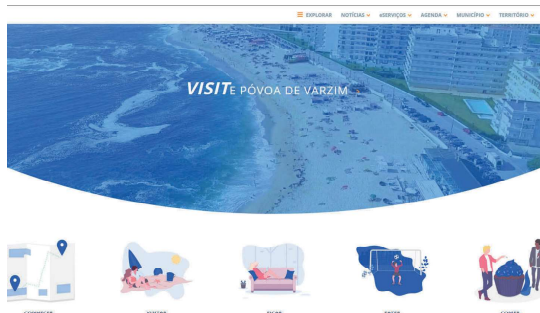 EXPLORAR NOTÍCIAS eSERVIÇOS AGENDA MUNICÍPIO TERRITÓRIO
VISITE PÓVOA DE VARZIM